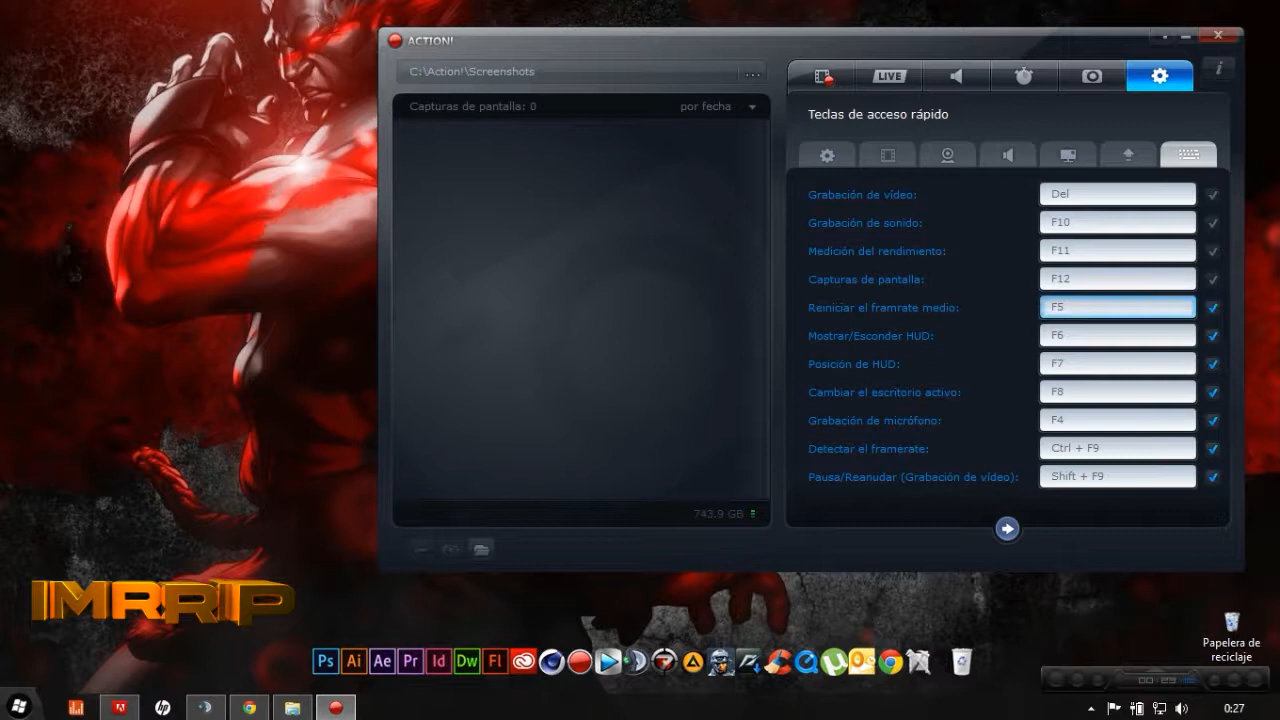 ACTION!
C:\Action!\Screenshots
...
LIVE
i
Capturas de pantalla: 0
por fecha
Teclas de acceso rápido
Grabación de vídeo:
Del
Grabación de sonido:
F10
Medición del rendimiento:
F11
Capturas de pantalla:
F12
Reiniciar el framrate medio:
F5
Mostrar/Esconder HUD:
F6
Posición de HUD:
F7
Cambiar el escritorio activo:
F8
Grabación de micrófono:
F4
Detectar el framerate:
Ctrl + F9
Pausa/Reanudar (Grabación de vídeo):
Shift + F9
743.9 GB
IMRRIP
Ps Ai Ae Pr Id Dw Fl
Papelera de
reciclaje
00:29
hp
0:27